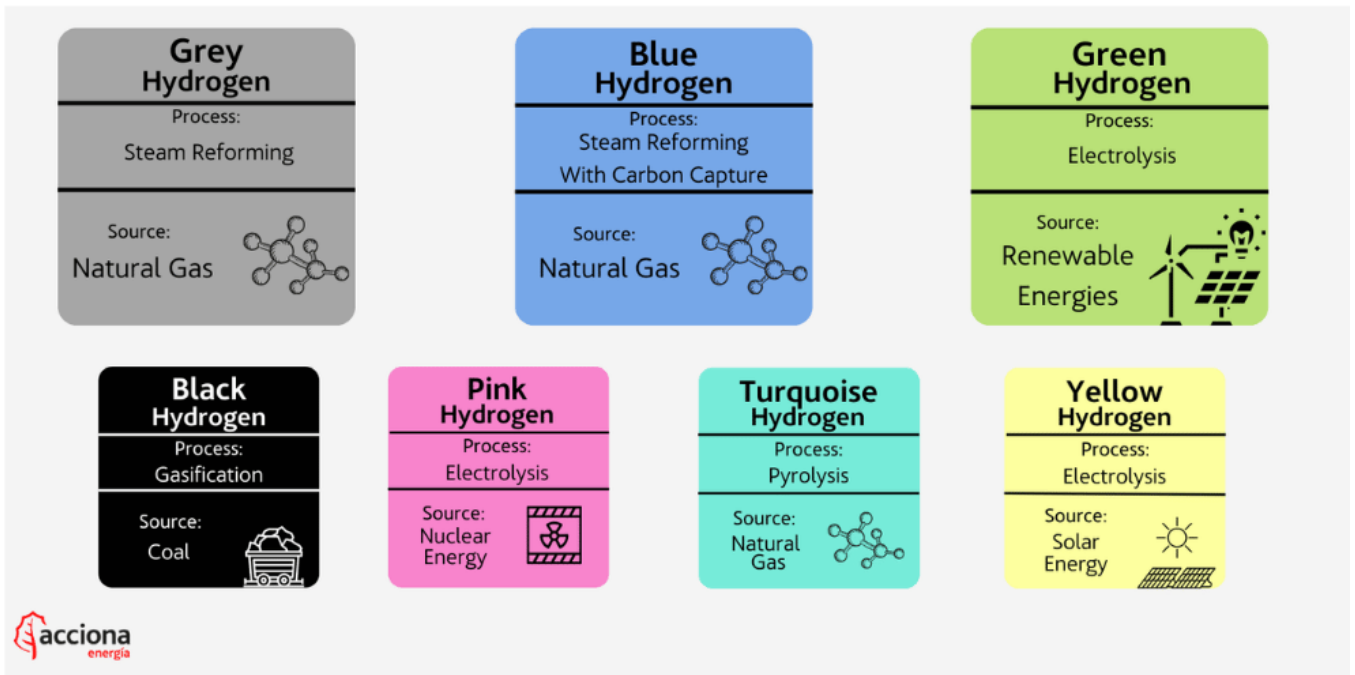 Grey
Hydrogen
Process:
Steam Reforming
Source:
Natural Gas
Blue
Hydrogen
Process:
Steam Reforming
With Carbon Capture
Source:
Natural Gas
Green
Hydrogen
Process:
Electrolysis
Source:
Renewable
Energies
Black
Hydrogen
Process:
Gasification
Source:
Coal
Pink
Hydrogen
Process:
Electrolysis
Source:
Nuclear
Energy
Turquoise
Hydrogen
Process:
Pyrolysis
Source:
Natural
Gas
Yellow
Hydrogen
Process:
Electrolysis
Source:
Solar
Energy
acciona
energía